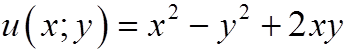 u(x; y) = x² − y² + 2xy